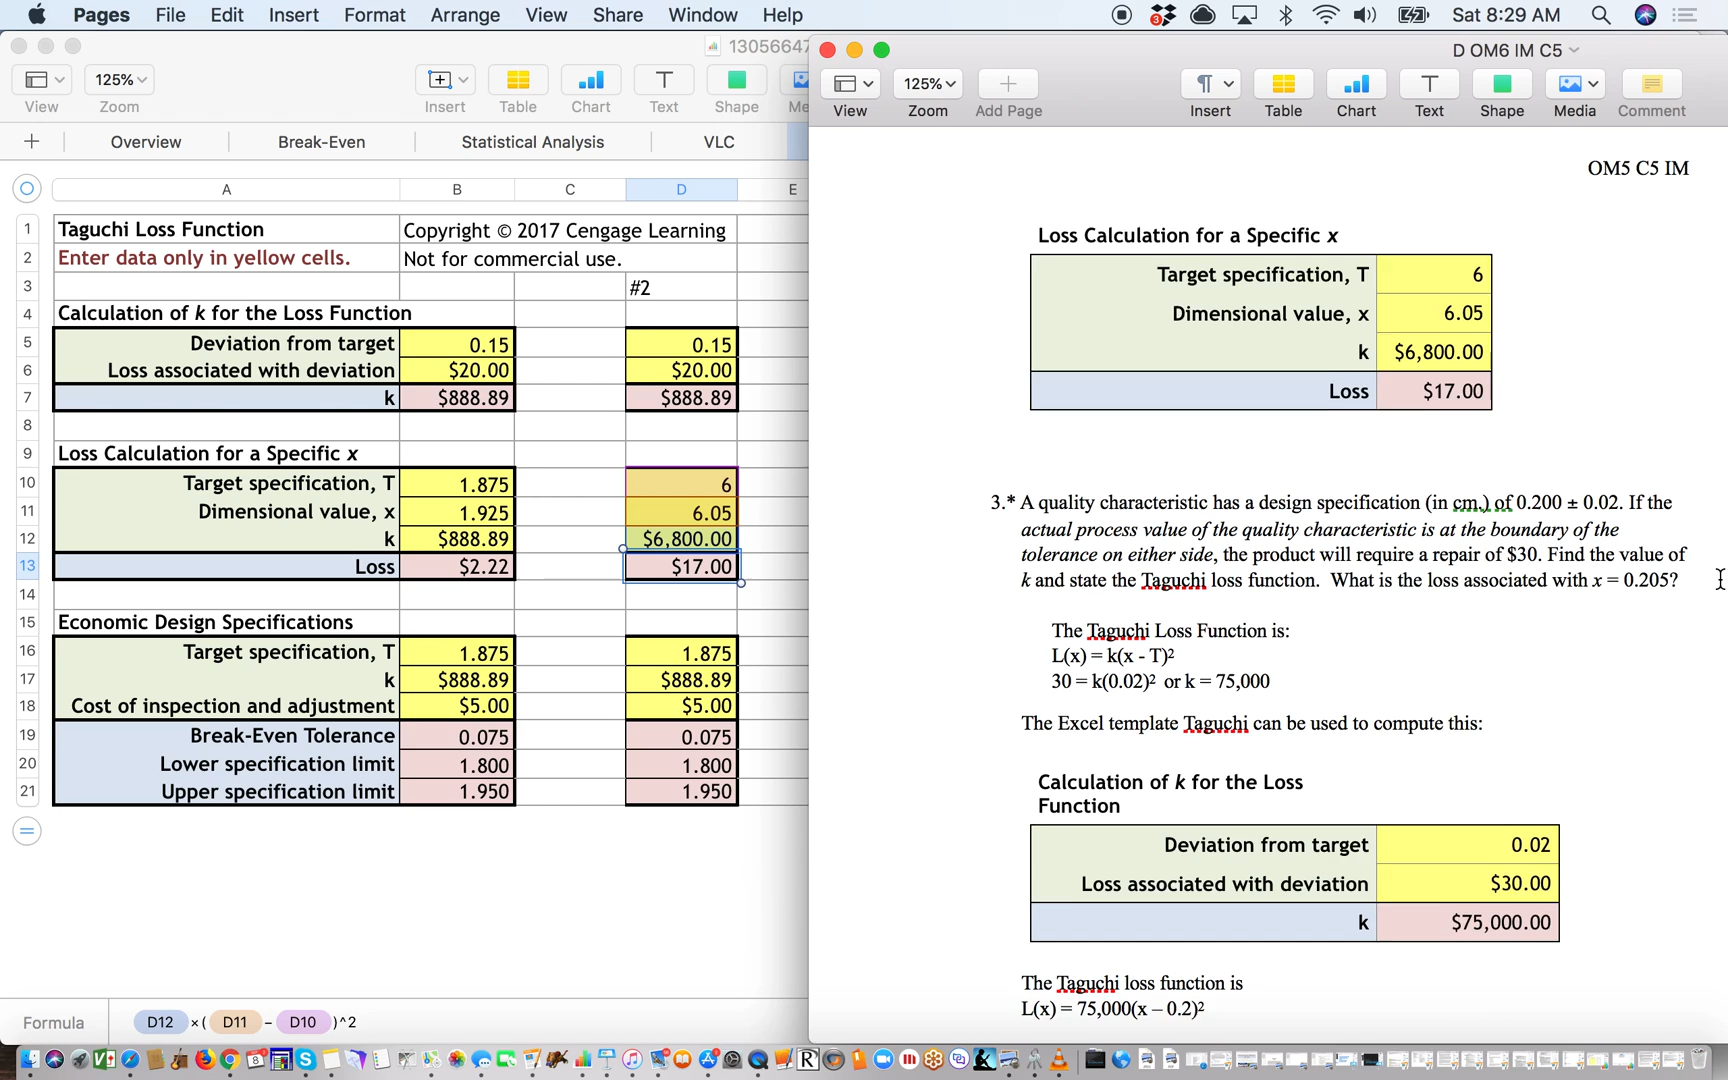 Pages File Edit Insert Format Arrange View Share Window Help
3
Sat 8:29 AM
13056647
125%
View Zoom Insert Table Chart Text Shape Me
+ Overview Break-Even Statistical Analysis VLC
A B C D E
1 Taguchi Loss Function Copyright © 2017 Cengage Learning
2 Enter data only in yellow cells. Not for commercial use.
3 #2
4 Calculation of k for the Loss Function
5 Deviation from target 0.15 0.15
6 Loss associated with deviation $20.00 $20.00
7 k $888.89 $888.89
8
9 Loss Calculation for a Specific x
10 Target specification, T 1.875 6
11 Dimensional value, x 1.925 6.05
12 k $888.89 $6,800.00
13 Loss $2.22 $17.00
14
15 Economic Design Specifications
16 Target specification, T 1.875 1.875
17 k $888.89 $888.89
18 Cost of inspection and adjustment $5.00 $5.00
19 Break-Even Tolerance 0.075 0.075
20 Lower specification limit 1.800 1.800
21 Upper specification limit 1.950 1.950
Formula D12 ×( D11 – D10 )^2
D OM6 IM C5
125%
View Zoom Add Page Insert Table Chart Text Shape Media Comment
OM5 C5 IM
Loss Calculation for a Specific x
Target specification, T 6
Dimensional value, x 6.05
k $6,800.00
Loss $17.00
3.* A quality characteristic has a design specification (in cm.) of 0.200 ± 0.02. If the
actual process value of the quality characteristic is at the boundary of the
tolerance on either side, the product will require a repair of $30. Find the value of
k and state the Taguchi loss function. What is the loss associated with x = 0.205?
The Taguchi Loss Function is:
L(x) = k(x - T)²
30 = k(0.02)² or k = 75,000
The Excel template Taguchi can be used to compute this:
Calculation of k for the Loss
Function
Deviation from target 0.02
Loss associated with deviation $30.00
k $75,000.00
The Taguchi loss function is
L(x) = 75,000(x – 0.2)²